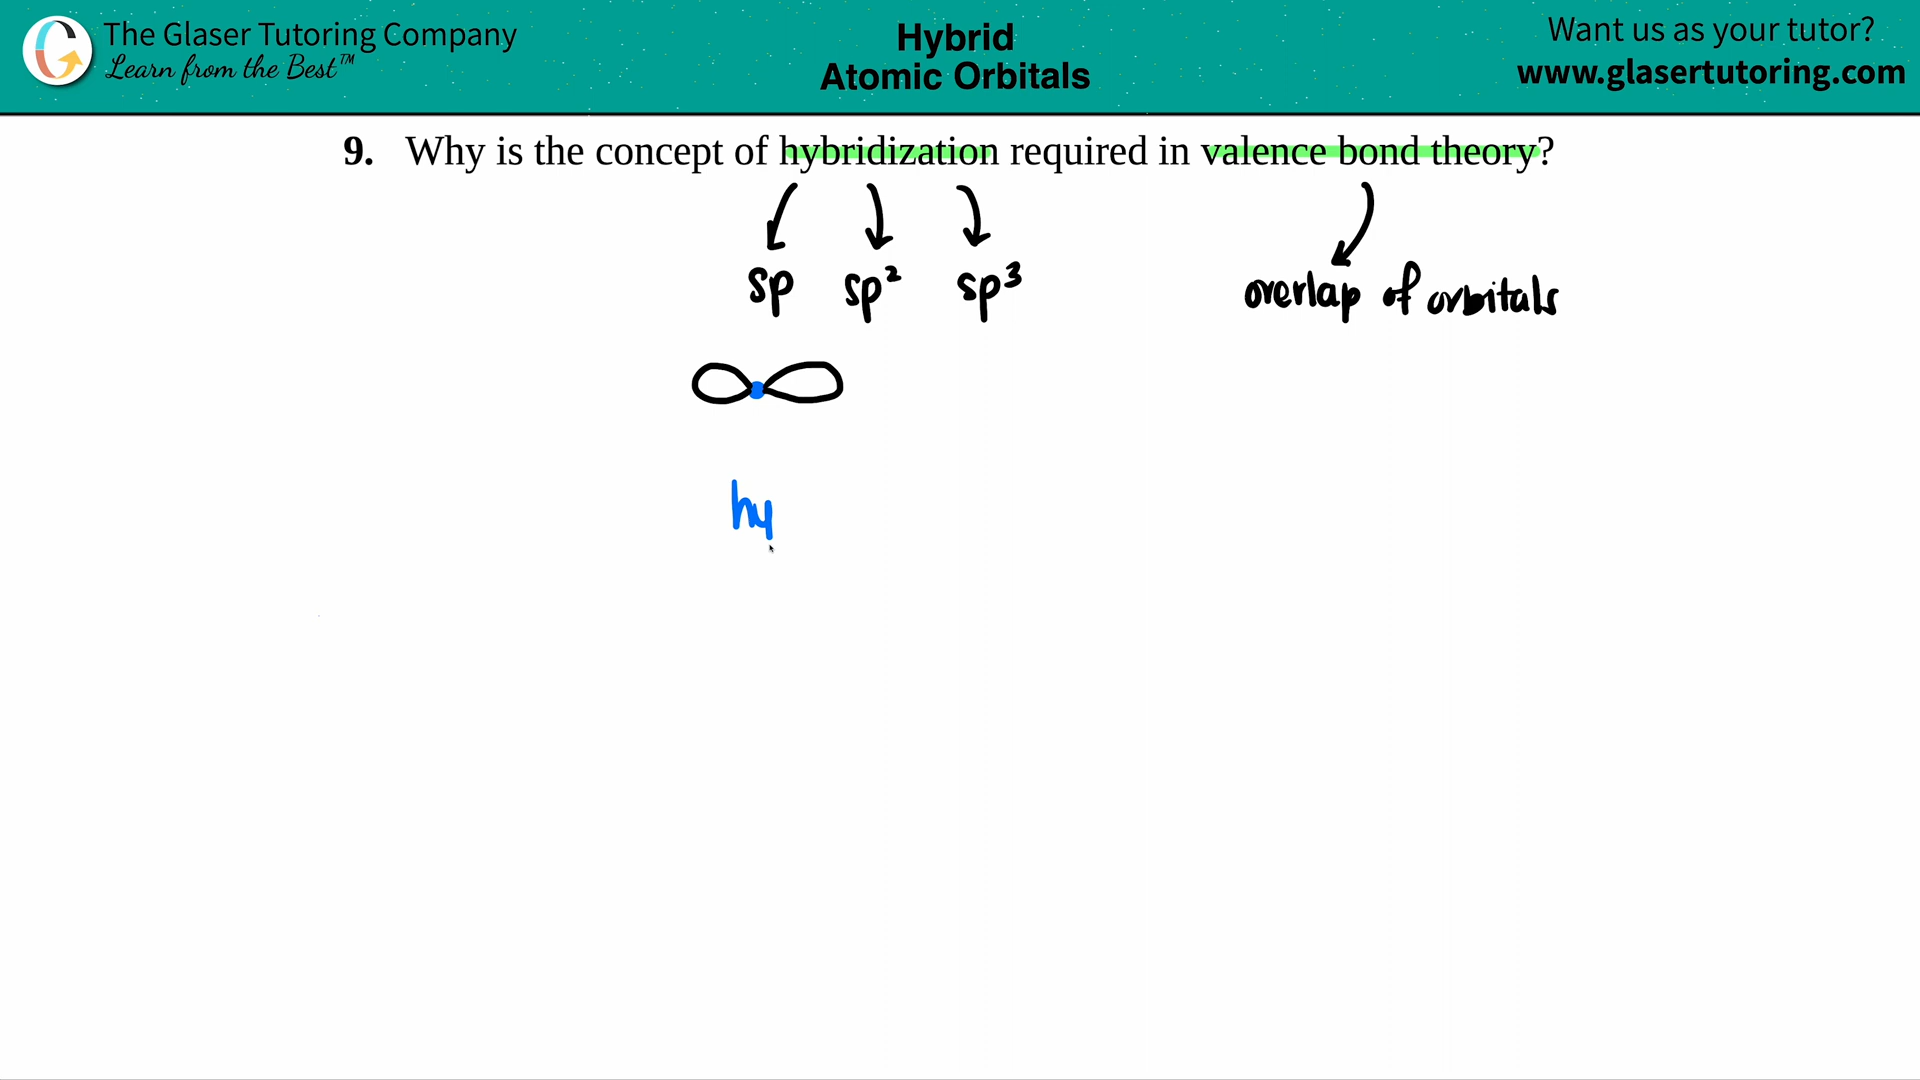 The Glaser Tutoring Company
Learn from the Best™
Hybrid
Atomic Orbitals
Want us as your tutor?
www.glasertutoring.com
9. Why is the concept of hybridization required in valence bond theory?
sp sp² sp³
overlap of orbitals
hy